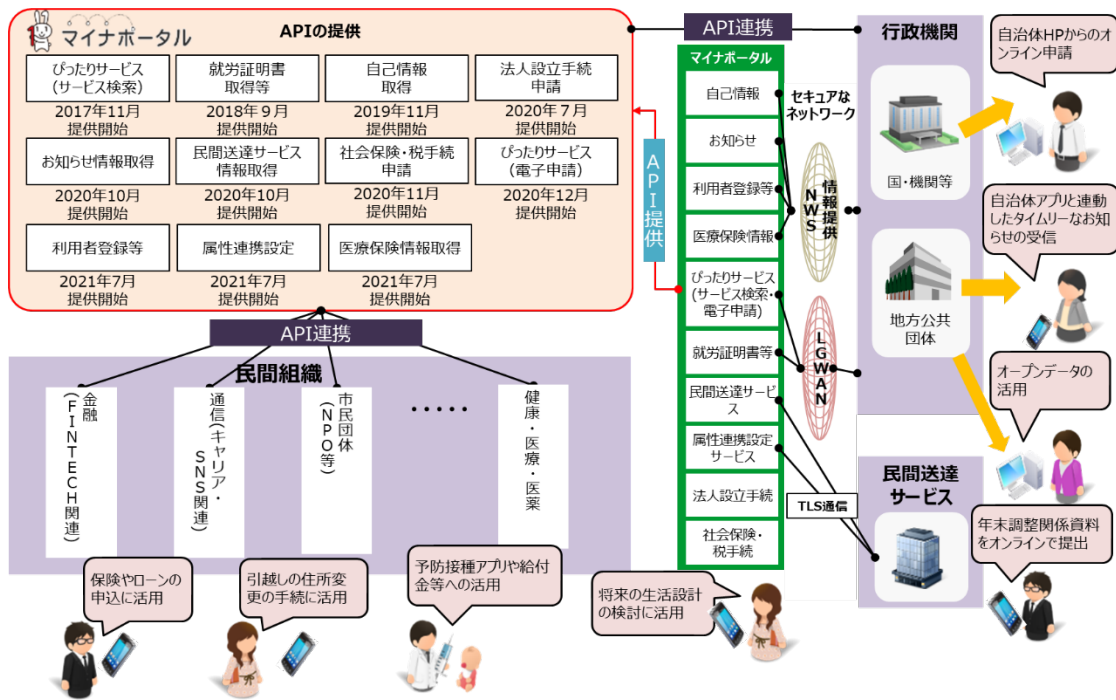 マイナポータル
APIの提供
ぴったりサービス
(サービス検索)
2017年11月
提供開始
就労証明書
取得等
2018年9月
提供開始
自己情報
取得
2019年11月
提供開始
法人設立手続
申請
2020年7月
提供開始
お知らせ情報取得
2020年10月
提供開始
民間送達サービス
情報取得
2020年10月
提供開始
社会保険・税手続
申請
2020年11月
提供開始
ぴったりサービス
(電子申請)
2020年12月
提供開始
利用者登録等
2021年7月
提供開始
属性連携設定
2021年7月
提供開始
医療保険情報取得
2021年7月
提供開始
API連携
民間組織
金融
(FINTECH関連)
通信(キャリア・
SNS関連)
市民団体
(NPO等)
・・・・・
健康・医療・医薬
保険やローンの
申込に活用
引越しの住所変
更の手続に活用
予防接種アプリや給付
金等への活用
API提供
API連携
マイナポータル
自己情報
お知らせ
利用者登録等
医療保険情報
ぴったりサービス
(サービス検索・
電子申請)
就労証明書等
民間送達サービ
ス
属性連携設定
サービス
法人設立手続
社会保険・
税手続
将来の生活設計
の検討に活用
セキュアな
ネットワーク
情報提供
NWS
LGWAN
TLS通信
行政機関
国・機関等
地方公共
団体
民間送達
サービス
自治体HPからのオ
ンライン申請
自治体アプリと連動
したタイムリーなお知
らせの受信
オープンデータの
活用
年末調整関係資料
をオンラインで提出